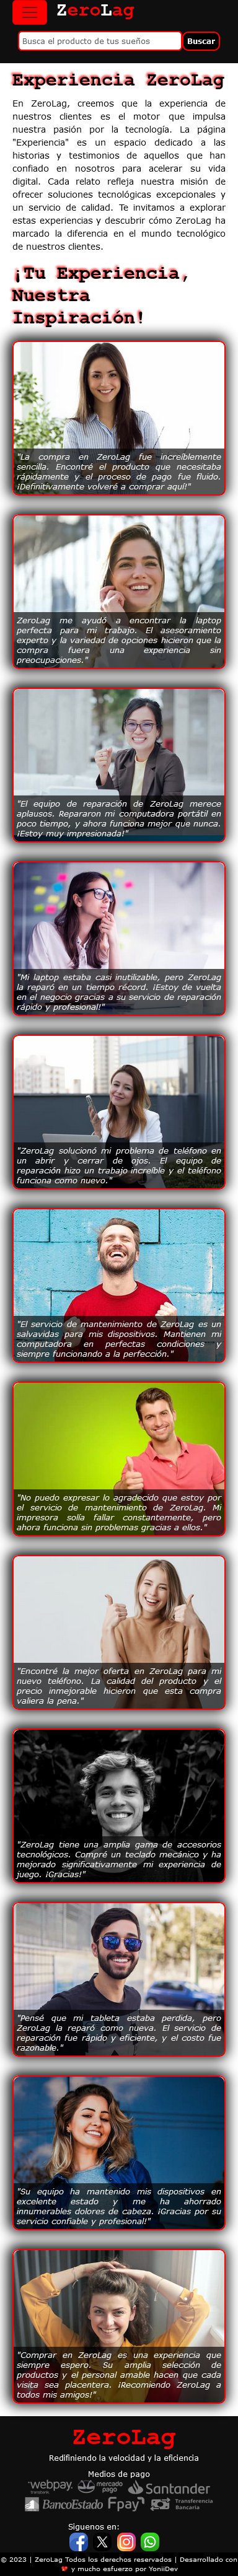 ZeroLag
Busca el producto de tus sueños
Buscar
Experiencia ZeroLag
En ZeroLag, creemos que la experiencia de
nuestros clientes es el motor que impulsa
nuestra pasión por la tecnología. La página
"Experiencia" es un espacio dedicado a las
historias y testimonios de aquellos que han
confiado en nosotros para acelerar su vida
digital. Cada relato refleja nuestra misión de
ofrecer soluciones tecnológicas excepcionales y
un servicio de calidad. Te invitamos a explorar
estas experiencias y descubrir cómo ZeroLag ha
marcado la diferencia en el mundo tecnológico
de nuestros clientes.
¡Tu Experiencia,
Nuestra
Inspiración!
"La compra en ZeroLag fue increíblemente
sencilla. Encontré el producto que necesitaba
rápidamente y el proceso de pago fue fluido.
¡Definitivamente volveré a comprar aquí!"
ZeroLag me ayudó a encontrar la laptop
perfecta para mi trabajo. El asesoramiento
experto y la variedad de opciones hicieron que la
compra fuera una experiencia sin
preocupaciones."
"El equipo de reparación de ZeroLag merece
aplausos. Repararon mi computadora portátil en
poco tiempo, y ahora funciona mejor que nunca.
¡Estoy muy impresionada!"
"Mi laptop estaba casi inutilizable, pero ZeroLag
la reparó en un tiempo récord. ¡Estoy de vuelta
en el negocio gracias a su servicio de reparación
rápido y profesional!"
"ZeroLag solucionó mi problema de teléfono en
un abrir y cerrar de ojos. El equipo de
reparación hizo un trabajo increíble y el teléfono
funciona como nuevo."
"El servicio de mantenimiento de ZeroLag es un
salvavidas para mis dispositivos. Mantienen mi
computadora en perfectas condiciones y
siempre funcionando a la perfección."
"No puedo expresar lo agradecido que estoy por
el servicio de mantenimiento de ZeroLag. Mi
impresora solía fallar constantemente, pero
ahora funciona sin problemas gracias a ellos."
"Encontré la mejor oferta en ZeroLag para mi
nuevo teléfono. La calidad del producto y el
precio inmejorable hicieron que esta compra
valiera la pena."
"ZeroLag tiene una amplia gama de accesorios
tecnológicos. Compré un teclado mecánico y ha
mejorado significativamente mi experiencia de
juego. ¡Gracias!"
"Pensé que mi tableta estaba perdida, pero
ZeroLag la reparó como nueva. El servicio de
reparación fue rápido y eficiente, y el costo fue
razonable."
"Su equipo ha mantenido mis dispositivos en
excelente estado y me ha ahorrado
innumerables dolores de cabeza. ¡Gracias por su
servicio confiable y profesional!"
"Comprar en ZeroLag es una experiencia que
siempre espero. Su amplia selección de
productos y el personal amable hacen que cada
visita sea placentera. ¡Recomiendo ZeroLag a
todos mis amigos!"
ZeroLag
Redifiniendo la velocidad y la eficiencia
Medios de pago
webpay. mercado pago Santander
BancoEstado Fpay Transferencia Bancaria
Siguenos en:
© 2023 | ZeroLag Todos los derechos reservados | Desarrollado con
y mucho esfuerzo por YoniiDev